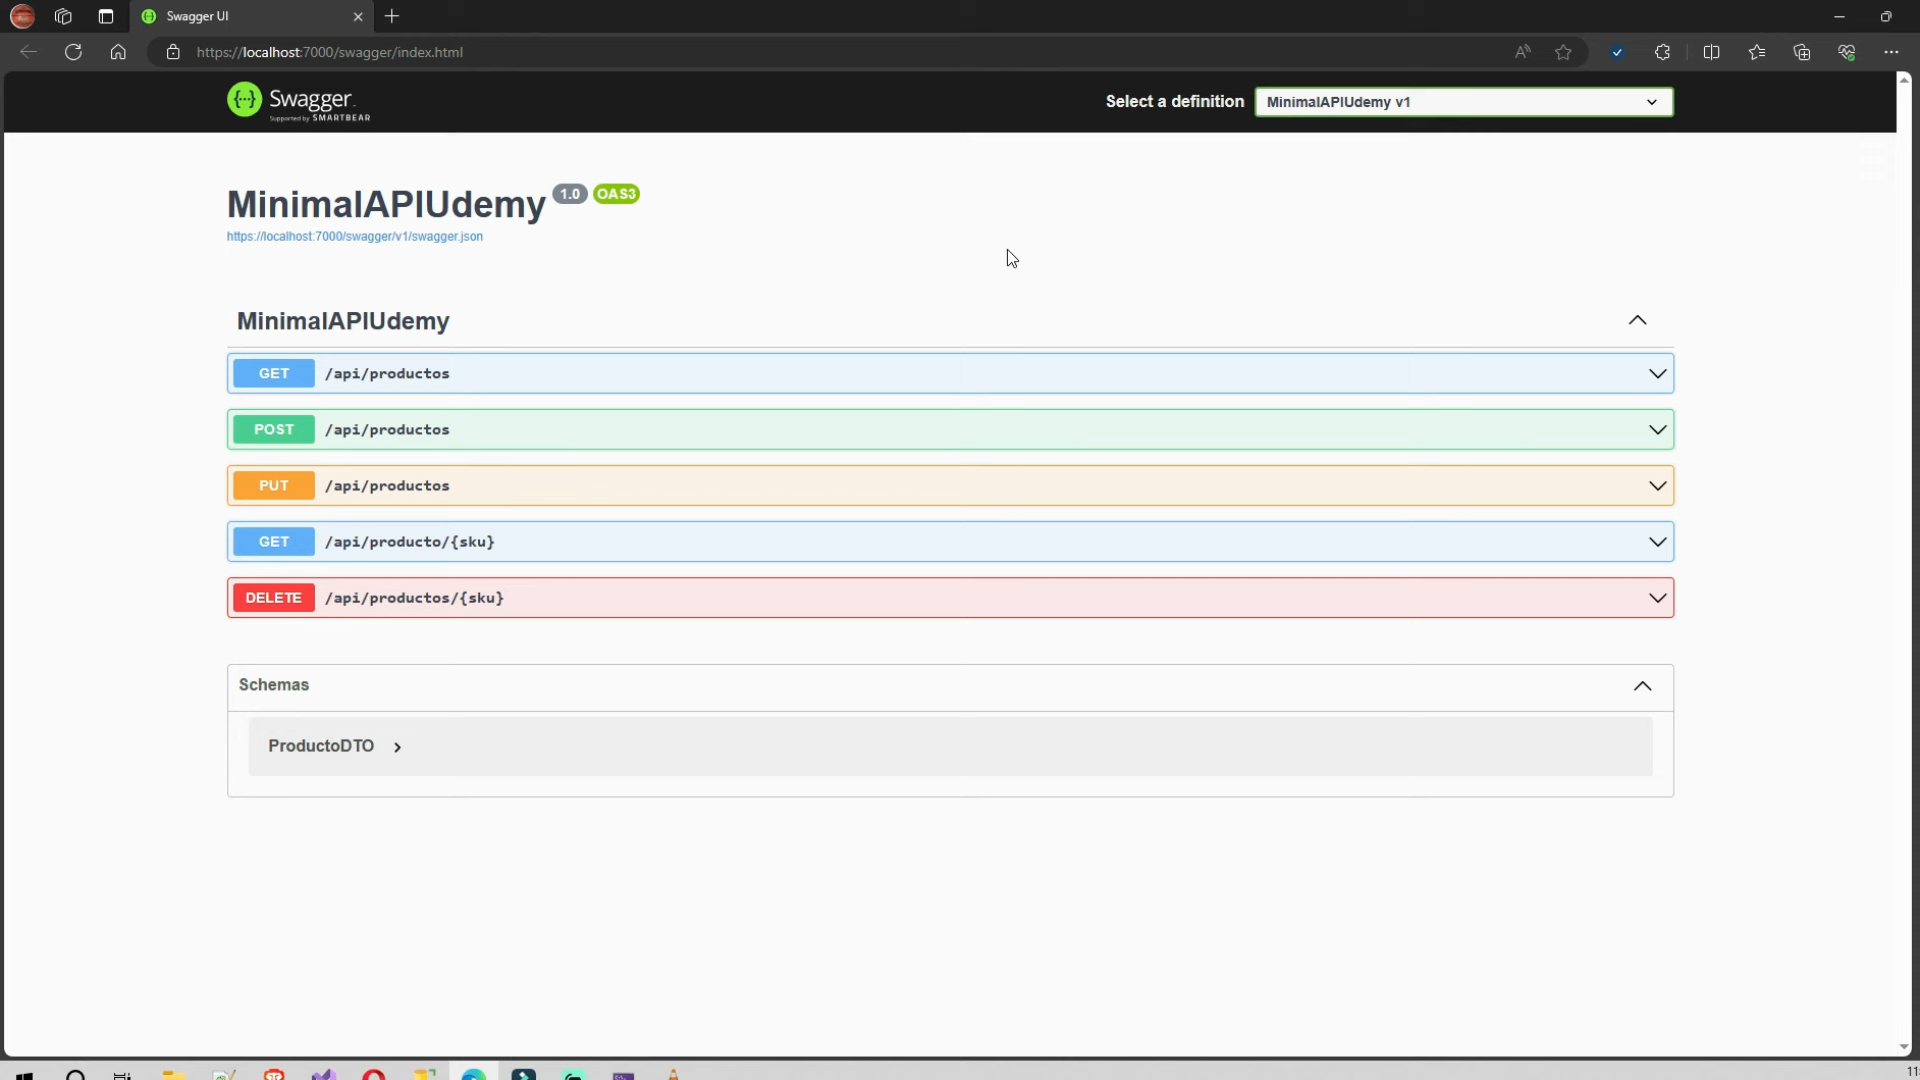 Swagger UI
https://localhost:7000/swagger/index.html
Swagger.
Supported by SMARTBEAR
Select a definition
MinimalAPIUdemy v1
MinimalAPIUdemy 1.0 OAS3
https://localhost:7000/swagger/v1/swagger.json
MinimalAPIUdemy
GET /api/productos
POST /api/productos
PUT /api/productos
GET /api/producto/{sku}
DELETE /api/productos/{sku}
Schemas
ProductoDTO